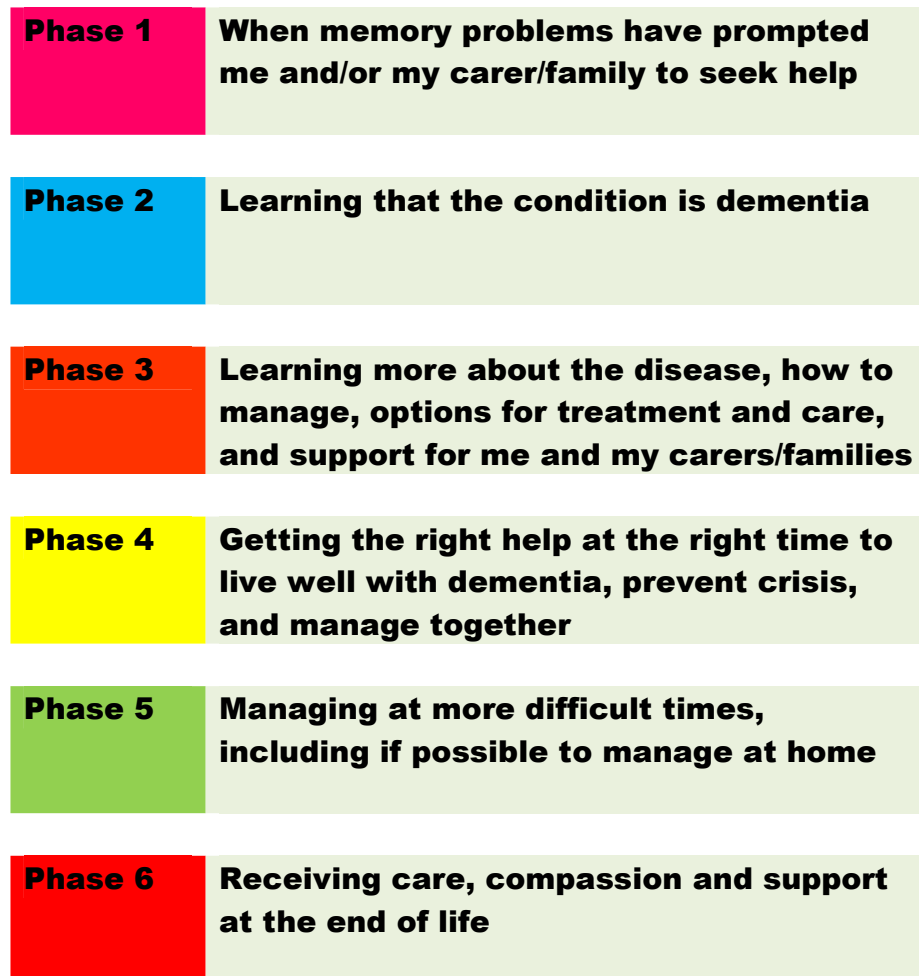 Phase 1 When memory problems have prompted
me and/or my carer/family to seek help
Phase 2 Learning that the condition is dementia
Phase 3 Learning more about the disease, how to
manage, options for treatment and care,
and support for me and my carers/families
Phase 4 Getting the right help at the right time to
live well with dementia, prevent crisis,
and manage together
Phase 5 Managing at more difficult times,
including if possible to manage at home
Phase 6 Receiving care, compassion and support
at the end of life